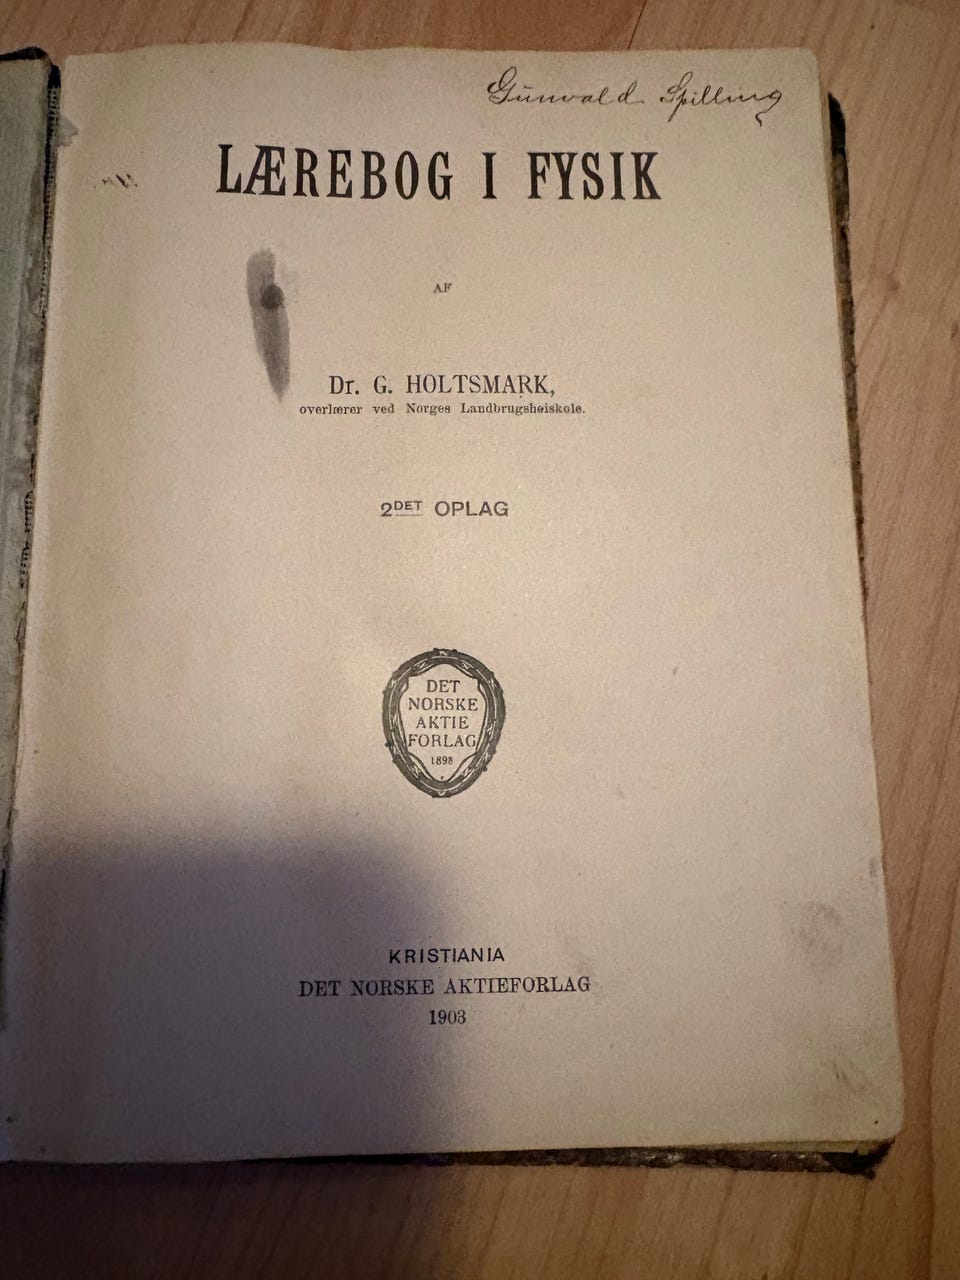 Gunvald Spilling
LÆREBOG I FYSIK
AF
Dr. G. HOLTSMARK,
overlærer ved Norges Landbrugshøiskole.
2DET OPLAG
DET
NORSKE
AKTIE
FORLAG
1898
KRISTIANIA
DET NORSKE AKTIEFORLAG
1903